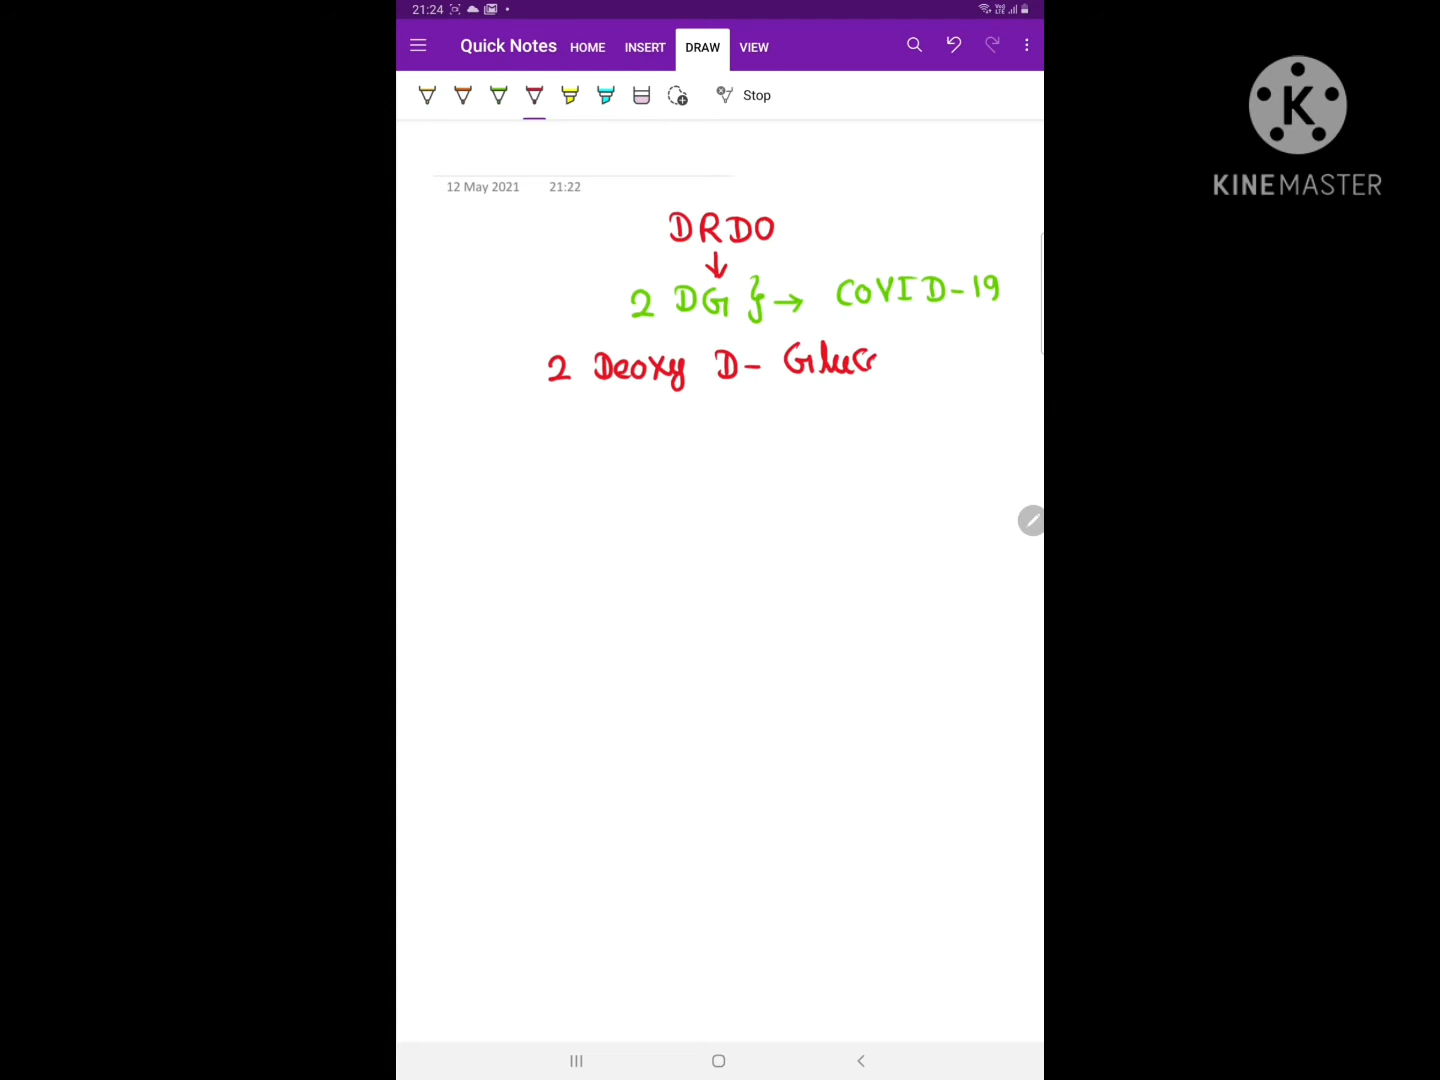 21:24
Quick Notes HOME INSERT DRAW VIEW
Stop
12 May 2021 21:22
DRDO
2 DG } → COVID-19
2 Deoxy D- Gluco
K
KINEMASTER